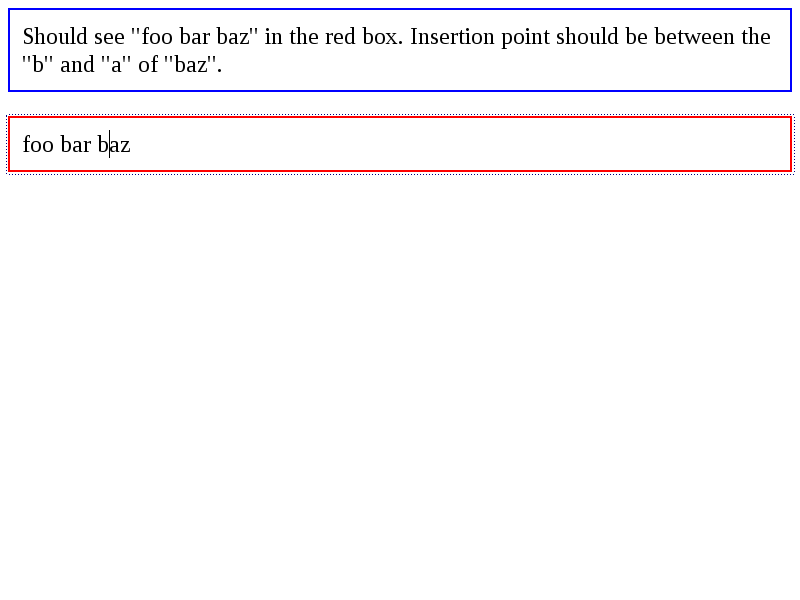 Should see "foo bar baz" in the red box. Insertion point should be between the
"b" and "a" of "baz".
foo bar baz